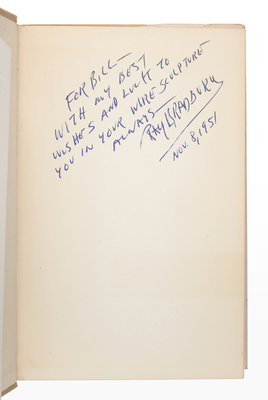 FOR BILL—
WITH MY BEST
WISHES AND LUCK TO
YOU IN YOUR WIRE SCULPTURE
ALWAYS—
RAY BRADBURY
NOV. 8, 1951